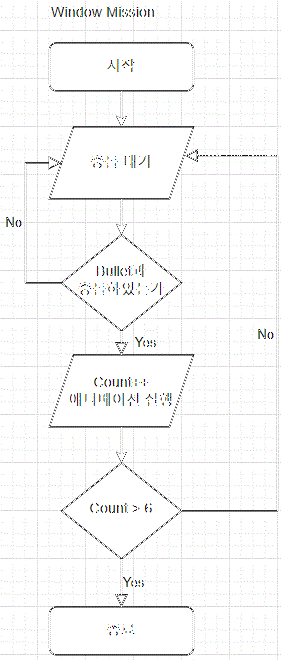 Window Mission
시작
충돌 대기
No
Bullet과
충돌하였는가
Yes
No
Count++
애니메이션 실행
Count > 6
Yes
종료